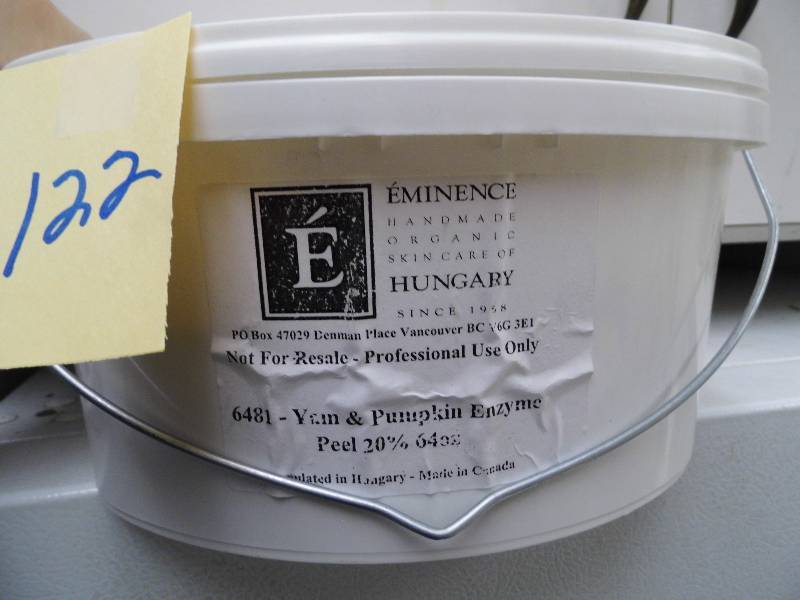 122
É
ÉMINENCE
HANDMADE
ORGANIC
SKIN CARE OF
HUNGARY
SINCE 1958
PO Box 47029 Denman Place Vancouver BC V6G 3E1
Not For Resale - Professional Use Only
6481 - Yam & Pumpkin Enzyme
Peel 20% 64oz
in Hungary - Made in Canada